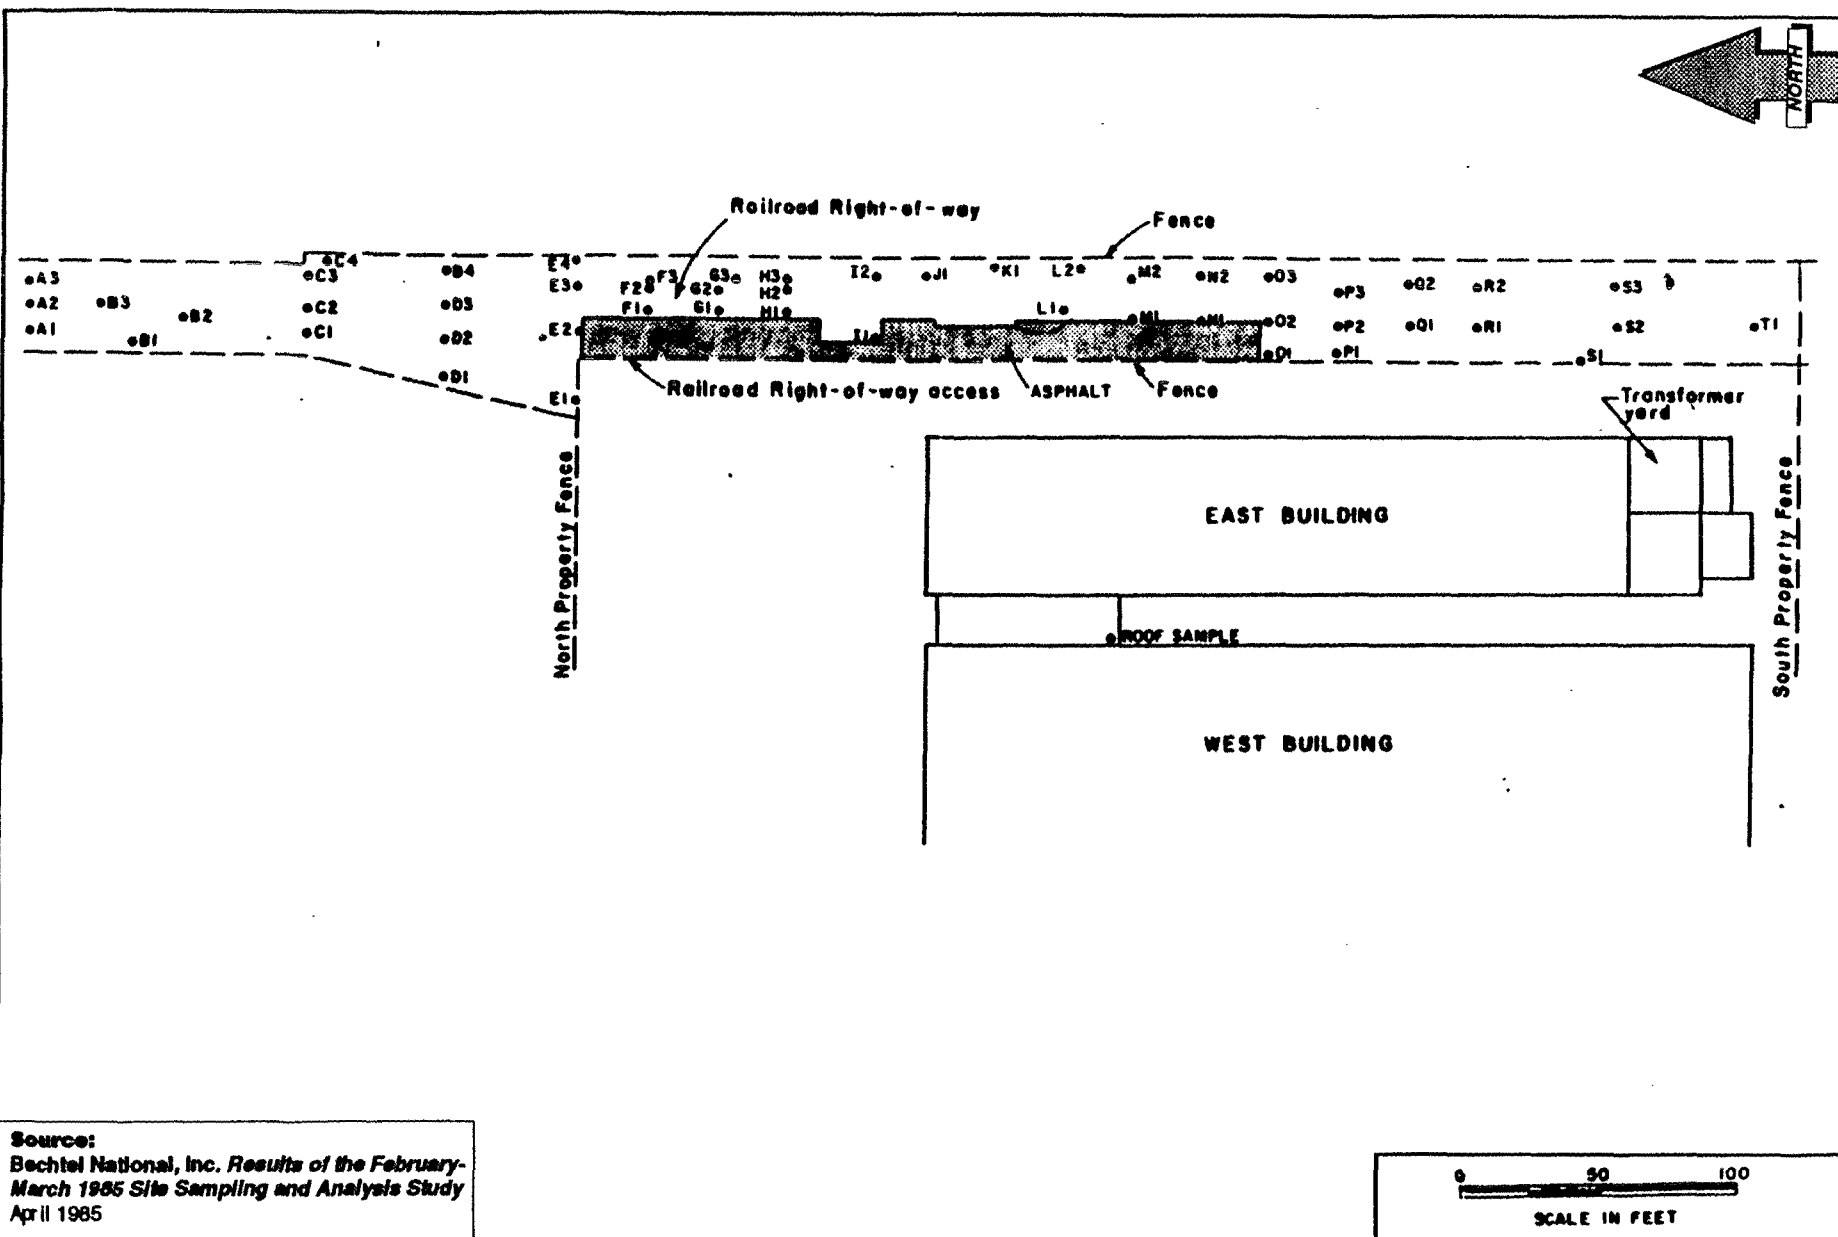 NORTH
Railroad Right-of-way
Fence
A3
A2
A1
B3
B2
B1
C4
C3
C2
C1
D4
D3
D2
D1
E4
E3
E2
E1
F3
F2
F1
G3
G2
G1
H3
H2
H1
I2
I1
J1
K1
L2
L1
M2
M1
N2
N1
O3
O2
O1
P3
P2
P1
Q2
Q1
R2
R1
S3
S2
S1
T1
Railroad Right-of-way access
ASPHALT
Fence
Transformer
yard
North Property Fence
EAST BUILDING
South Property Fence
ROOF SAMPLE
WEST BUILDING
Source:
Bechtel National, Inc. Results of the February-
March 1985 Site Sampling and Analysis Study
April 1985
0 50 100
SCALE IN FEET